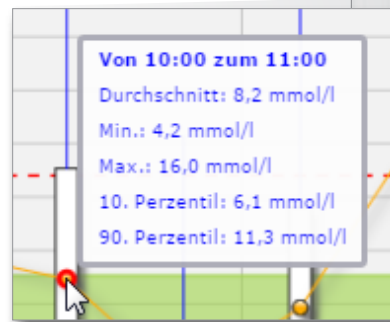 Von 10:00 zum 11:00
Durchschnitt: 8,2 mmol/l
Min.: 4,2 mmol/l
Max.: 16,0 mmol/l
10. Perzentil: 6,1 mmol/l
90. Perzentil: 11,3 mmol/l